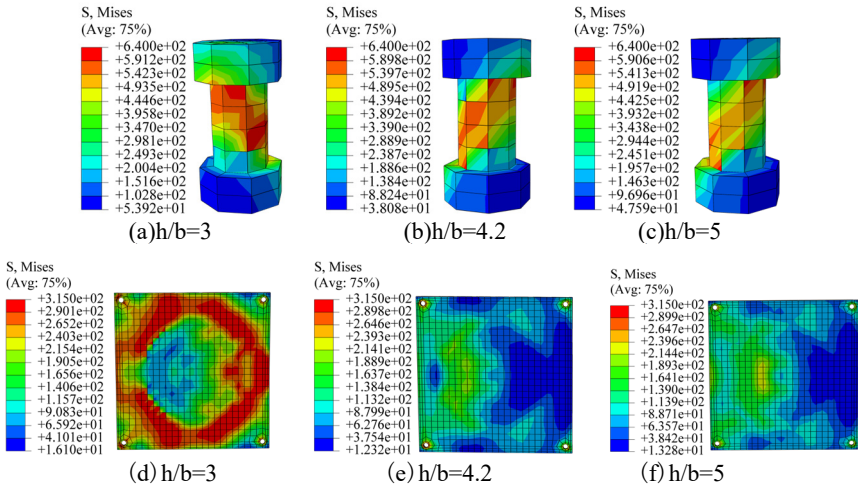 S, Mises
(Avg: 75%)
+6.400e+02
+5.912e+02
+5.423e+02
+4.935e+02
+4.446e+02
+3.958e+02
+3.470e+02
+2.981e+02
+2.493e+02
+2.004e+02
+1.516e+02
+1.028e+02
+5.392e+01
(a)h/b=3
S, Mises
(Avg: 75%)
+6.400e+02
+5.898e+02
+5.397e+02
+4.895e+02
+4.394e+02
+3.892e+02
+3.390e+02
+2.889e+02
+2.387e+02
+1.886e+02
+1.384e+02
+8.824e+01
+3.808e+01
(b)h/b=4.2
S, Mises
(Avg: 75%)
+6.400e+02
+5.906e+02
+5.413e+02
+4.919e+02
+4.425e+02
+3.932e+02
+3.438e+02
+2.944e+02
+2.451e+02
+1.957e+02
+1.463e+02
+9.696e+01
+4.759e+01
(c)h/b=5
S, Mises
(Avg: 75%)
+3.150e+02
+2.901e+02
+2.652e+02
+2.403e+02
+2.154e+02
+1.905e+02
+1.656e+02
+1.406e+02
+1.157e+02
+9.083e+01
+6.592e+01
+4.101e+01
+1.610e+01
(d)h/b=3
S, Mises
(Avg: 75%)
+3.150e+02
+2.898e+02
+2.646e+02
+2.393e+02
+2.141e+02
+1.889e+02
+1.637e+02
+1.384e+02
+1.132e+02
+8.799e+01
+6.276e+01
+3.754e+01
+1.232e+01
(e)h/b=4.2
S, Mises
(Avg: 75%)
+3.150e+02
+2.899e+02
+2.647e+02
+2.396e+02
+2.144e+02
+1.893e+02
+1.641e+02
+1.390e+02
+1.139e+02
+8.871e+01
+6.357e+01
+3.842e+01
+1.328e+01
(f)h/b=5